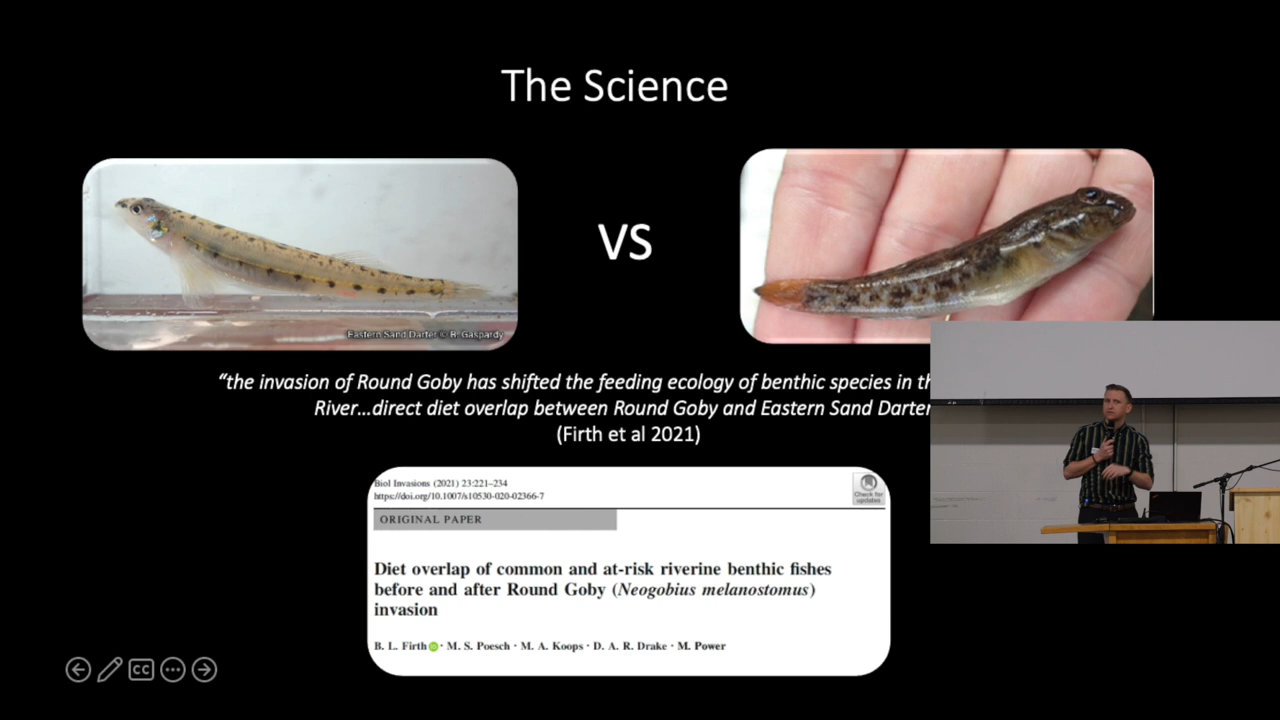 The Science
VS
Eastern Sand Darter © R. Gaspardy
“the invasion of Round Goby has shifted the feeding ecology of benthic species in th
River...direct diet overlap between Round Goby and Eastern Sand Darter
(Firth et al 2021)
Biol Invasions (2021) 23:221–234
https://doi.org/10.1007/s10530-020-02366-7
Check for
updates
ORIGINAL PAPER
Diet overlap of common and at-risk riverine benthic fishes
before and after Round Goby (Neogobius melanostomus)
invasion
B. L. Firth · M. S. Poesch · M. A. Koops · D. A. R. Drake · M. Power
CC